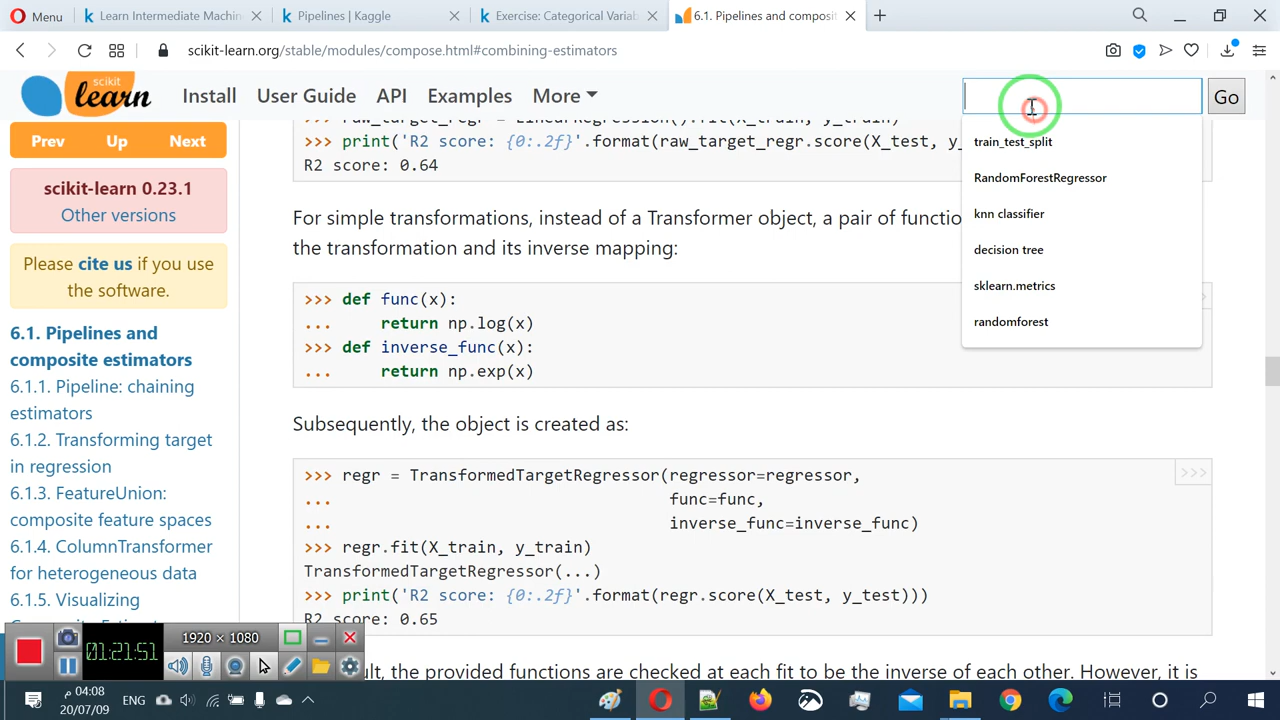 Menu
Learn Intermediate Machin
Pipelines | Kaggle
Exercise: Categorical Variab
6.1. Pipelines and composit
scikit-learn.org/stable/modules/compose.html#combining-estimators
scikit
learn
Install
User Guide
API
Examples
More
Go
train_test_split
RandomForestRegressor
knn classifier
decision tree
sklearn.metrics
randomforest
Prev
Up
Next
scikit-learn 0.23.1
Other versions
Please cite us if you use
the software.
6.1. Pipelines and
composite estimators
6.1.1. Pipeline: chaining
estimators
6.1.2. Transforming target
in regression
6.1.3. FeatureUnion:
composite feature spaces
6.1.4. ColumnTransformer
for heterogeneous data
6.1.5. Visualizing
>>> raw_target_regr = LinearRegression().fit(X_train, y_train)
>>> print('R2 score: {0:.2f}'.format(raw_target_regr.score(X_test, y_
R2 score: 0.64
For simple transformations, instead of a Transformer object, a pair of functio
the transformation and its inverse mapping:
>>> def func(x):
... return np.log(x)
>>> def inverse_func(x):
... return np.exp(x)
Subsequently, the object is created as:
>>>
>>> regr = TransformedTargetRegressor(regressor=regressor,
... func=func,
... inverse_func=inverse_func)
>>> regr.fit(X_train, y_train)
TransformedTargetRegressor(...)
>>> print('R2 score: {0:.2f}'.format(regr.score(X_test, y_test)))
R2 score: 0.65
ult, the provided functions are checked at each fit to be the inverse of each other. However, it is
01:21:51
1920 × 1080
04:08 م
20/07/09
ENG